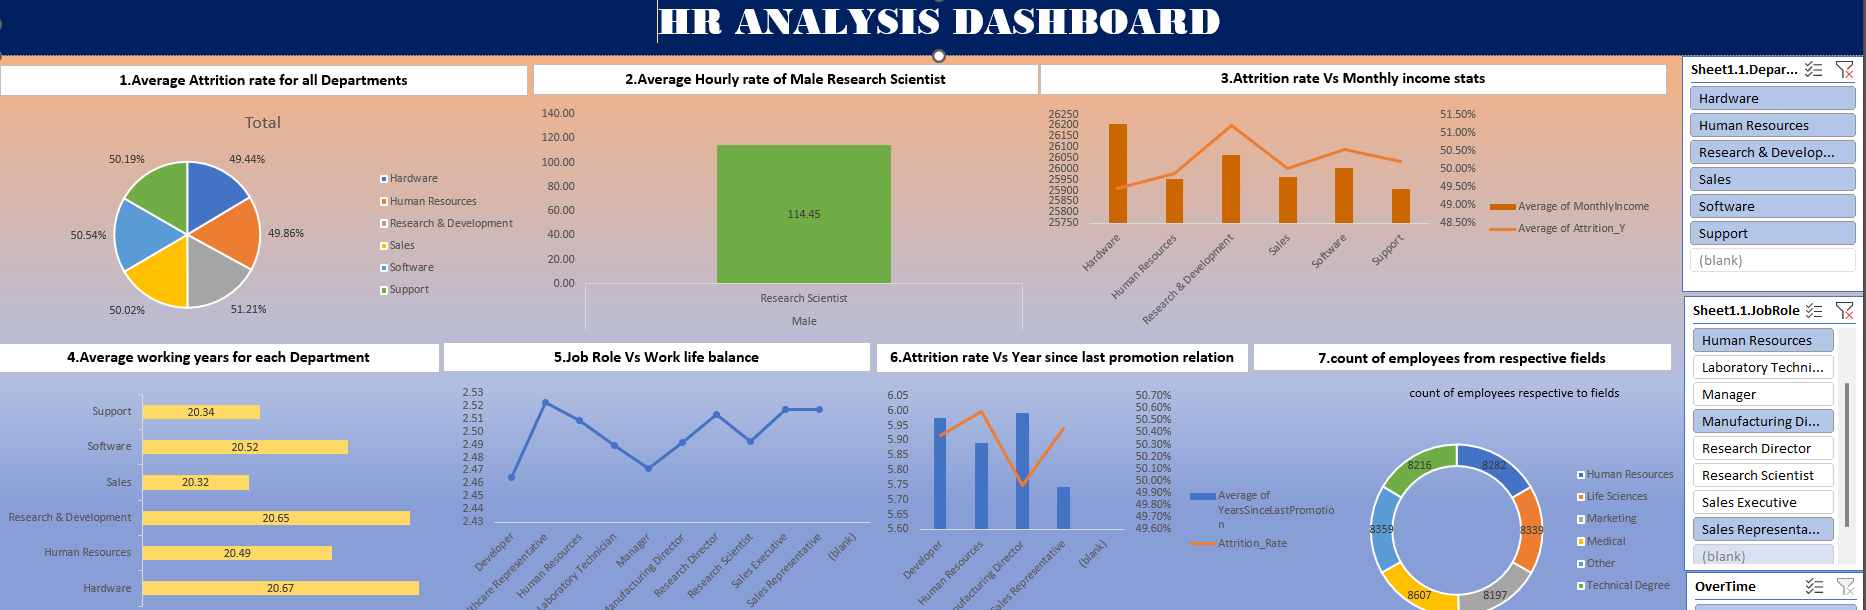 HR ANALYSIS DASHBOARD
1.Average Attrition rate for all Departments
Total
50.19%
49.44%
50.54%
49.86%
50.02%
51.21%
Hardware
Human Resources
Research & Development
Sales
Software
Support
2.Average Hourly rate of Male Research Scientist
140.00
120.00
100.00
80.00
60.00
40.00
20.00
0.00
114.45
Research Scientist
Male
3.Attrition rate Vs Monthly income stats
26250
26200
26150
26100
26050
26000
25950
25900
25850
25800
25750
51.50%
51.00%
50.50%
50.00%
49.50%
49.00%
48.50%
Hardware
Human Resources
Research & Development
Sales
Software
Support
Average of MonthlyIncome
Average of Attrition_Y
Sheet1.1.Depar...
Hardware
Human Resources
Research & Develop...
Sales
Software
Support
(blank)
4.Average working years for each Department
Support
20.34
Software
20.52
Sales
20.32
Research & Development
20.65
Human Resources
20.49
Hardware
20.67
5.Job Role Vs Work life balance
2.53
2.52
2.51
2.50
2.49
2.48
2.47
2.46
2.45
2.44
2.43
Developer
lthcare Representative
Human Resources
Laboratory Technician
Manager
Manufacturing Director
Research Director
Research Scientist
Sales Executive
Sales Representative
(blank)
6.Attrition rate Vs Year since last promotion relation
6.05
6.00
5.95
5.90
5.85
5.80
5.75
5.70
5.65
5.60
50.70%
50.60%
50.50%
50.40%
50.30%
50.20%
50.10%
50.00%
49.90%
49.80%
49.70%
49.60%
Developer
Human Resources
nufacturing Director
Sales Representative
(blank)
Average of
YearsSinceLastPromotio
n
Attrition_Rate
7.count of employees from respective fields
count of employees respective to fields
8216
8282
8359
8339
8607
8197
Human Resources
Life Sciences
Marketing
Medical
Other
Technical Degree
Sheet1.1.JobRole
Human Resources
Laboratory Techni...
Manager
Manufacturing Di...
Research Director
Research Scientist
Sales Executive
Sales Representa...
(blank)
OverTime